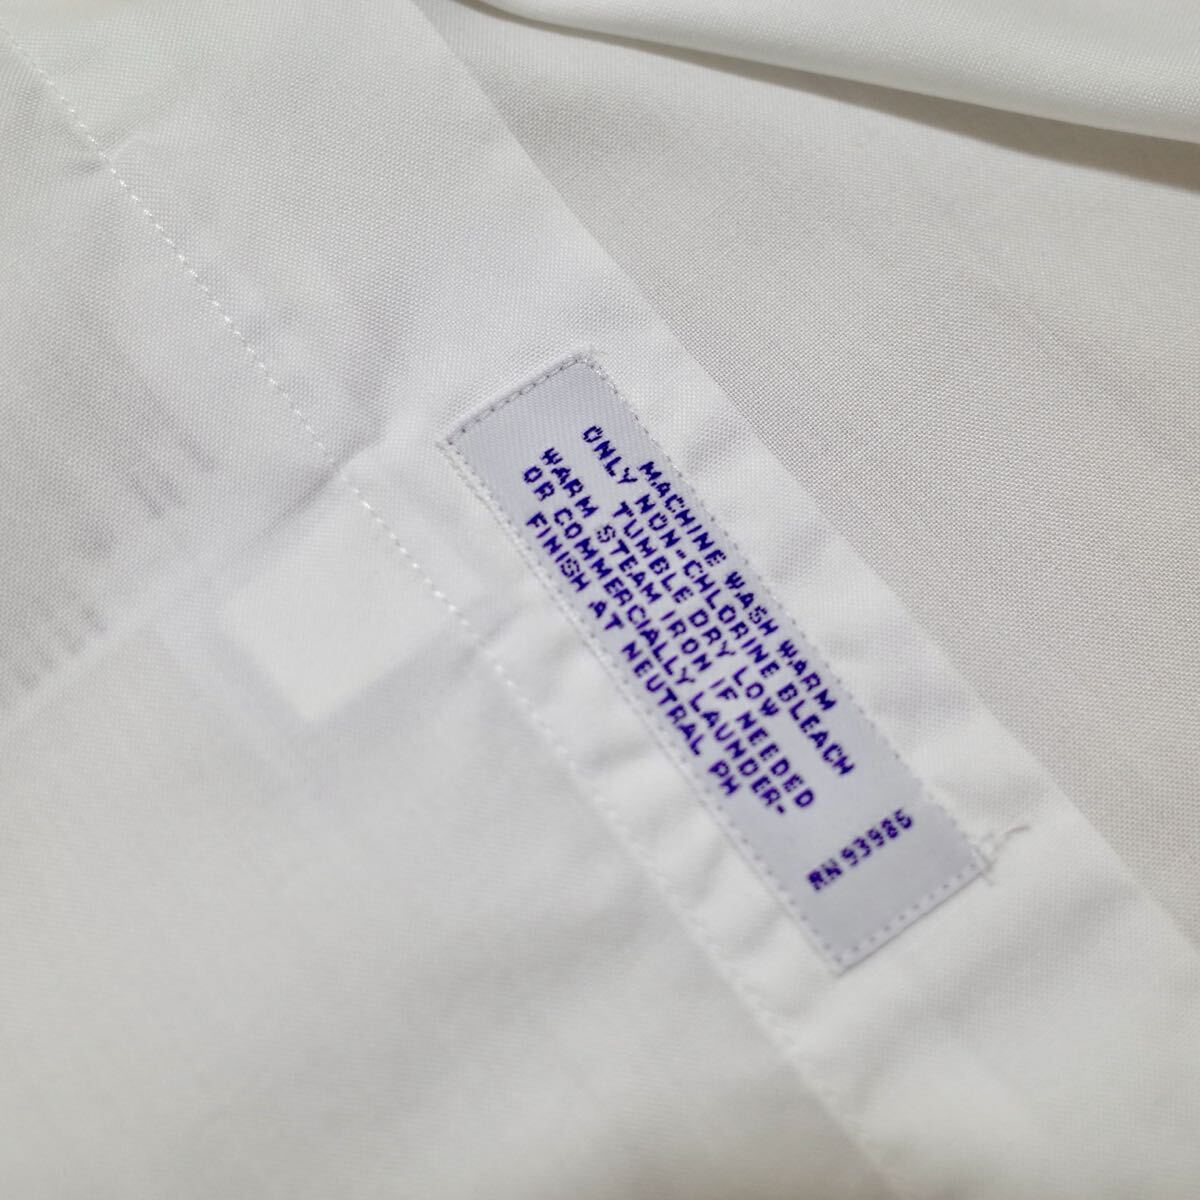 MACHINE WASH WARM
ONLY NON-CHLORINE BLEACH
TUMBLE DRY LOW
WARM STEAM IRON IF NEEDED
OR COMMERCIALLY LAUNDER-
FINISH AT NEUTRAL PH
RN 93985